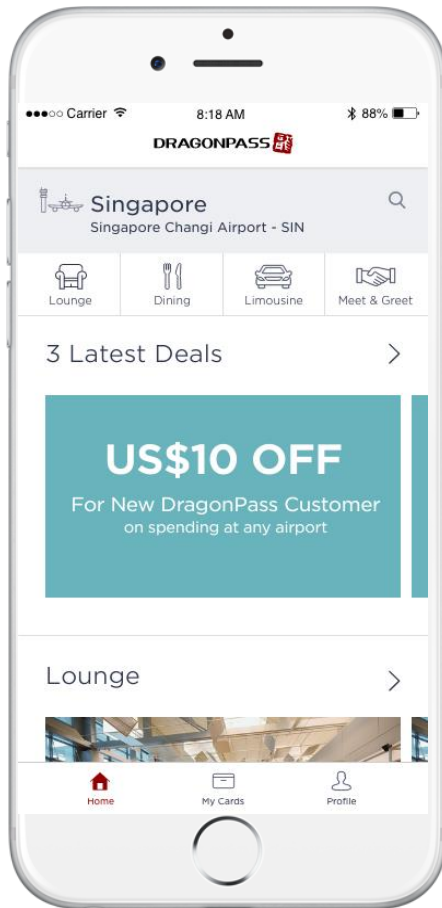 Carrier 8:18 AM 88%
DRAGONPASS
Singapore
Singapore Changi Airport - SIN
Lounge Dining Limousine Meet & Greet
3 Latest Deals
US$10 OFF
For New DragonPass Customer
on spending at any airport
Lounge
Home My Cards Profile